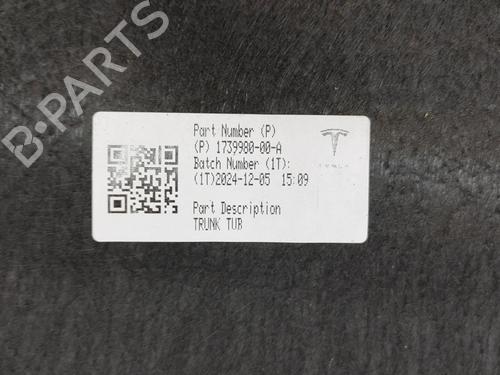 B-PARTS
Part Number (P)
(P) 1739980-00-A
Batch Number (1T):
TESLA
(1T)2024-12-05 15:09
Part Description
TRUNK TUB